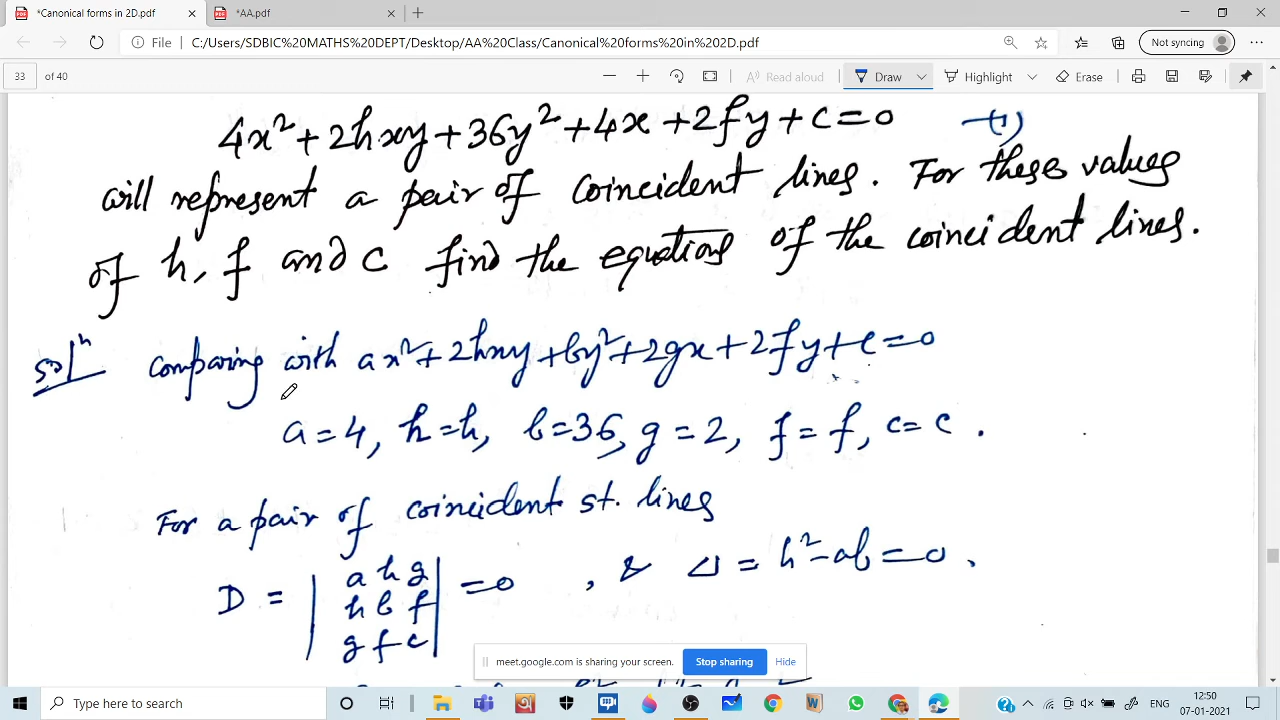 *Canonical forms in 2D.pdf
*AA.pdf
File
C:/Users/SDBIC%20MATHS%20DEPT/Desktop/AA%20Class/Canonical%20forms%20in%202D.pdf
Not syncing
33 of 40
Read aloud
Draw
Highlight
Erase
4x²+2hxy+36y²+4x+2fy+c=0 —(1)
will represent a pair of coincident lines. For theses values
of h, f and c find the equations of the coincident lines.
solⁿ Comparing with ax²+2hxy+by²+2gx+2fy+c=0
a=4, h=h, b=36, g=2, f=f, c=c.
For a pair of coincident st. lines
D = | a h g | =0, & Δ = h²-ab=0.
| h b f |
| g f c |
meet.google.com is sharing your screen.
Stop sharing
Hide
Type here to search
ENG
12:50
07-01-2021